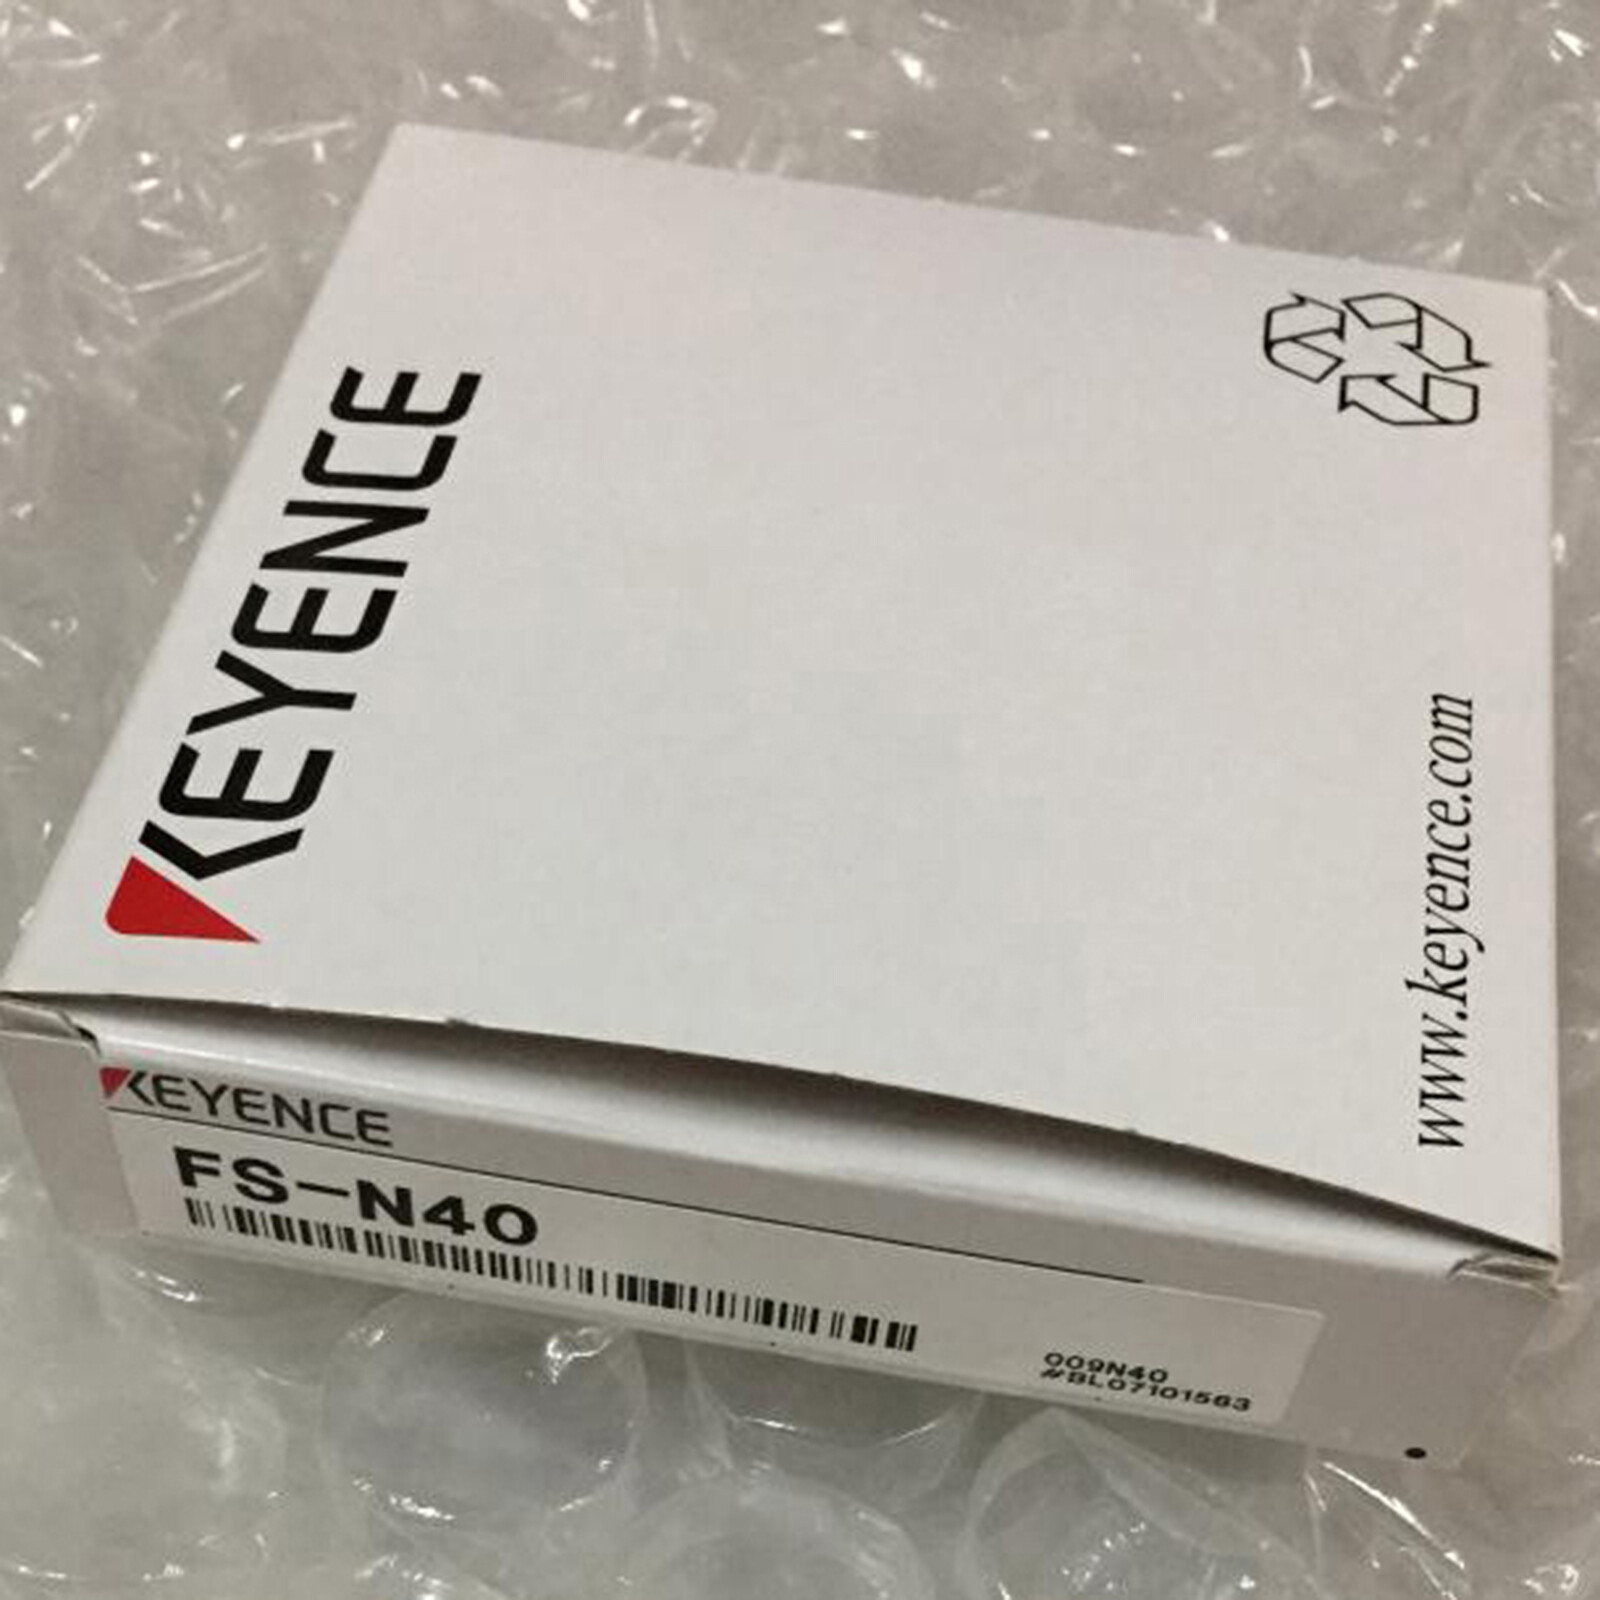 KEYENCE
www.keyence.com
KEYENCE
FS-N40
009N40
#BL07101563